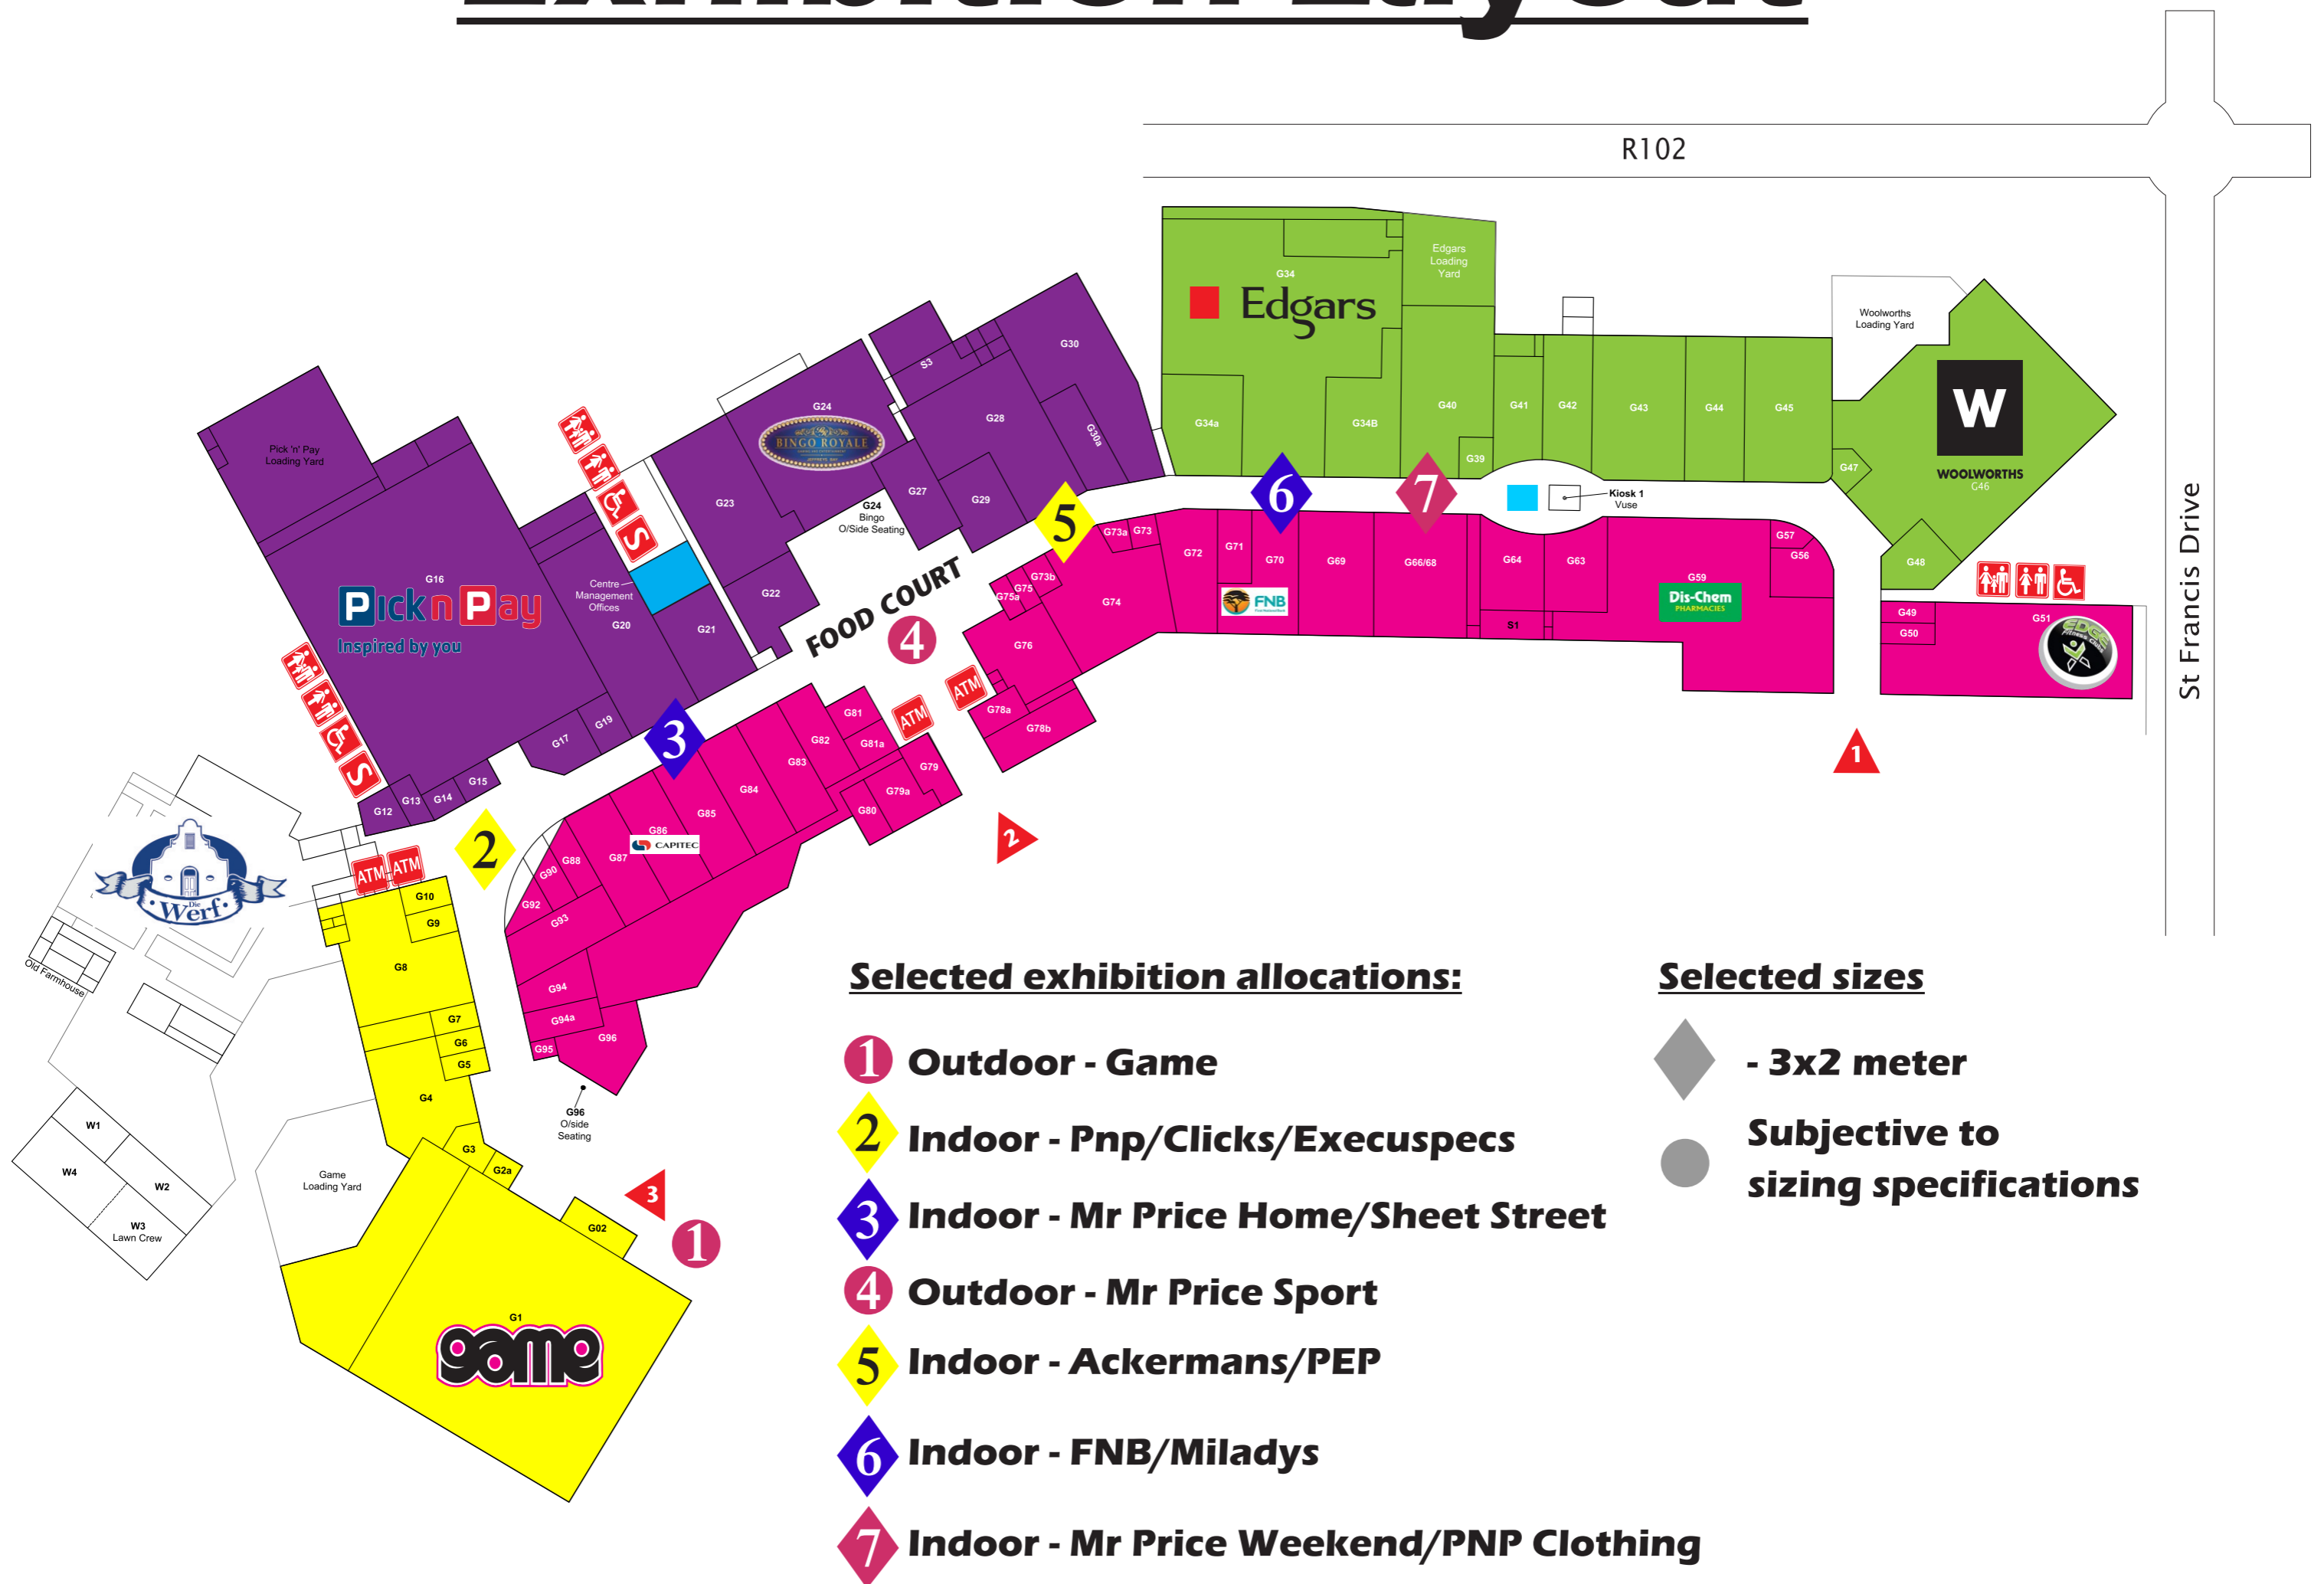 Exhibition Layout
R102
St Francis Drive
Edgars
Loading
Yard
G34
Edgars
G34a
G34B
G40
G39
G41
G42
G43
G44
G45
Woolworths
Loading Yard
W
WOOLWORTHS
G46
G47
G48
G49
G50
G51
EDGE
Fitness Clubs
Kiosk 1
Vuse
G30
S3
G28
G30a
G29
G27
G24
BINGO ROYALE
G24
Bingo
O/Side Seating
G23
G22
G21
Centre
Management
Offices
G20
Pick 'n' Pay
Loading Yard
G16
Pick n Pay
Inspired by you
G19
G17
G15
G14
G13
G12
S
S
FOOD COURT
ATM
ATM
ATM
ATM
G73a
G73
G73b
G75
G75a
G74
G76
G78a
G78b
G72
G71
G70
FNB
G69
G66/68
G64
G63
S1
G59
Dis-Chem
PHARMACIES
G57
G56
G81
G81a
G82
G83
G84
G85
G86
CAPITEC
G87
G88
G90
G92
G93
G94
G94a
G95
G96
G79
G79a
G80
G96
O/side
Seating
Die
Werf
Old Farmhouse
G10
G9
G8
G7
G6
G5
G4
G3
G2a
G02
G1
game
Game
Loading Yard
W1
W2
W4
W3
Lawn Crew
1
2
3
1
2
3
4
5
6
7
Selected exhibition allocations:
1 Outdoor - Game
2 Indoor - Pnp/Clicks/Execuspecs
3 Indoor - Mr Price Home/Sheet Street
4 Outdoor - Mr Price Sport
5 Indoor - Ackermans/PEP
6 Indoor - FNB/Miladys
7 Indoor - Mr Price Weekend/PNP Clothing
Selected sizes
- 3x2 meter
Subjective to
sizing specifications